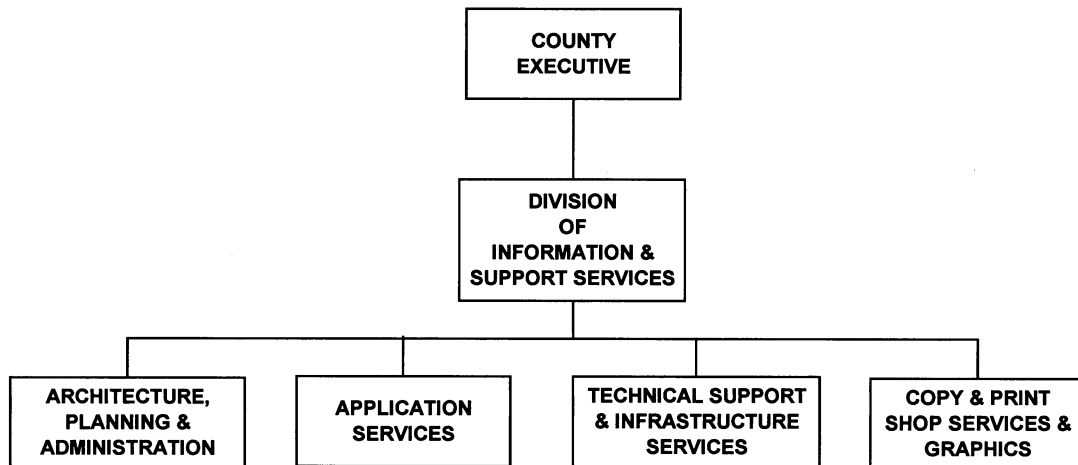 COUNTY
EXECUTIVE
DIVISION
OF
INFORMATION &
SUPPORT SERVICES
ARCHITECTURE,
PLANNING &
ADMINISTRATION
APPLICATION
SERVICES
TECHNICAL SUPPORT
& INFRASTRUCTURE
SERVICES
COPY & PRINT
SHOP SERVICES &
GRAPHICS